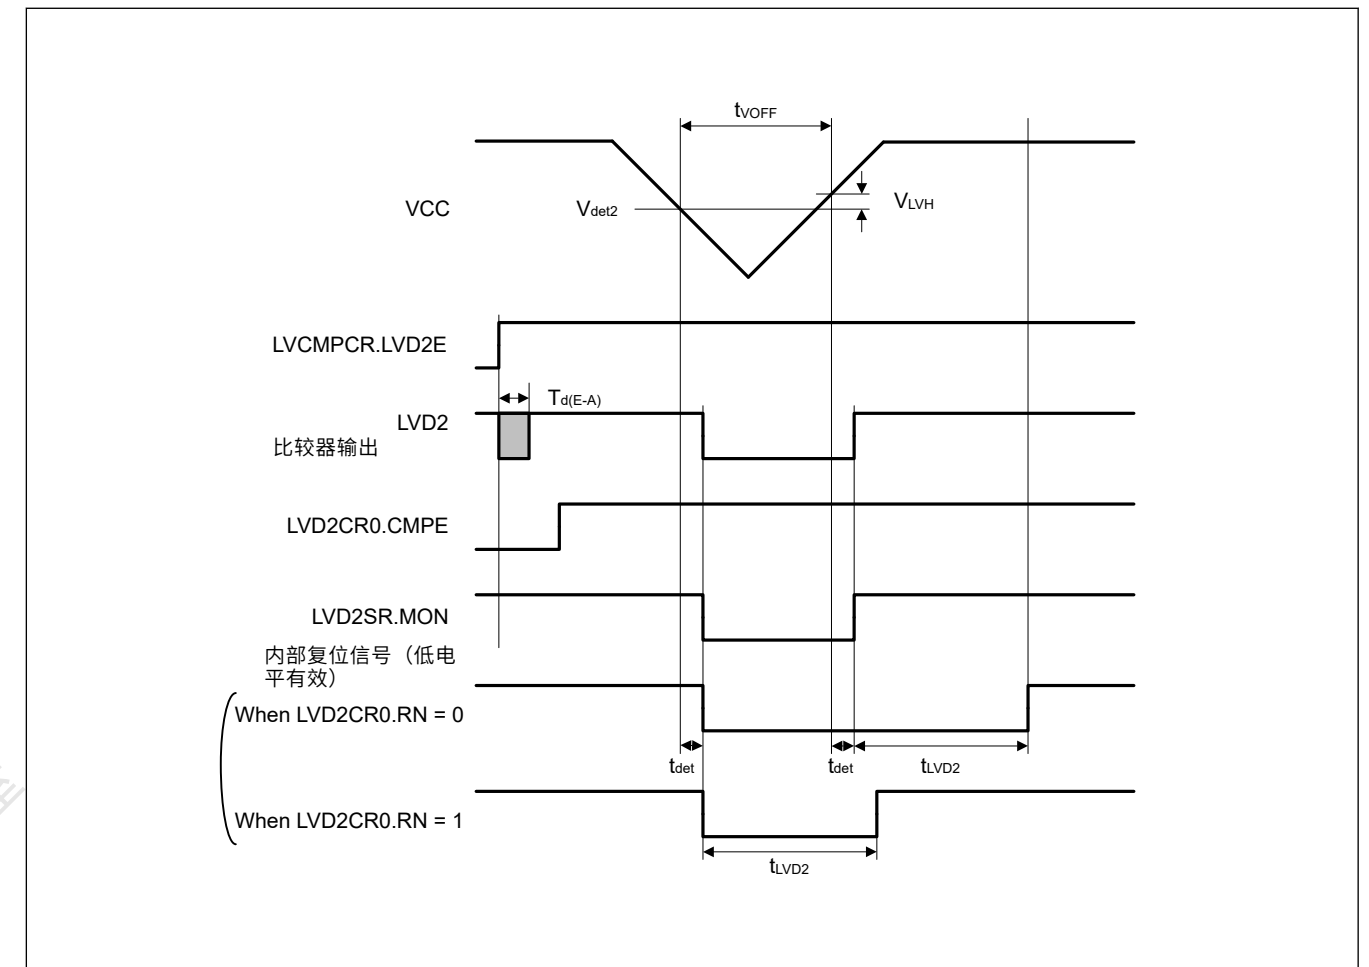 tVOFF
VCC
Vdet2
VLVH
LVCMPCR.LVD2E
Td(E-A)
LVD2
比较器输出
LVD2CR0.CMPE
LVD2SR.MON
内部复位信号（低电
平有效）
When LVD2CR0.RN = 0
tdet
tdet
tLVD2
When LVD2CR0.RN = 1
tLVD2